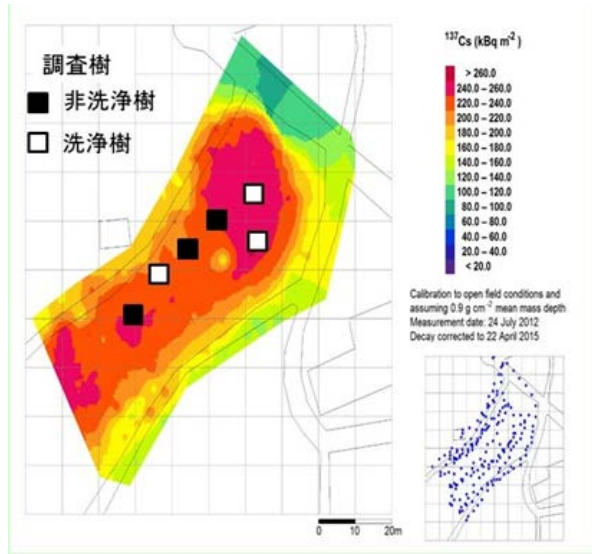 調査樹
非洗浄樹
洗浄樹
¹³⁷Cs (kBq m⁻²)
> 260.0
240.0 – 260.0
220.0 – 240.0
200.0 – 220.0
180.0 – 200.0
160.0 – 180.0
140.0 – 160.0
120.0 – 140.0
100.0 – 120.0
80.0 – 100.0
60.0 – 80.0
40.0 – 60.0
20.0 – 40.0
< 20.0
Calibration to open field conditions and
assuming 0.9 g cm⁻² mean mass depth
Measurement date: 24 July 2012
Decay corrected to 22 April 2015
0 10 20m